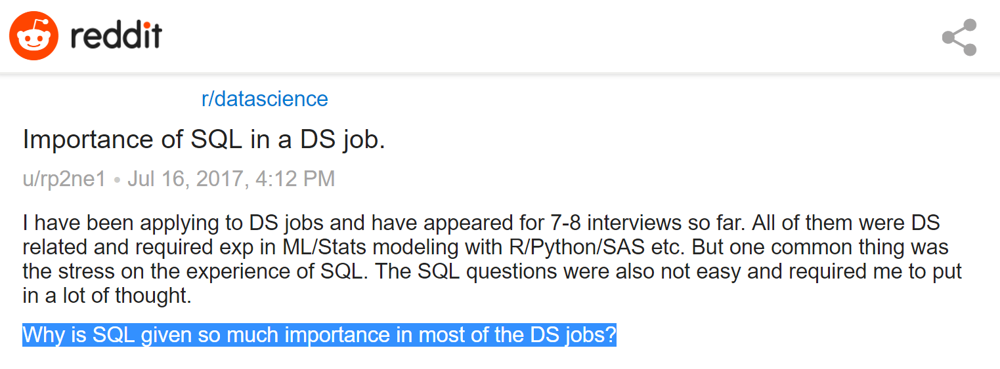 reddit
r/datascience
Importance of SQL in a DS job.
u/rp2ne1 • Jul 16, 2017, 4:12 PM
I have been applying to DS jobs and have appeared for 7-8 interviews so far. All of them were DS
related and required exp in ML/Stats modeling with R/Python/SAS etc. But one common thing was
the stress on the experience of SQL. The SQL questions were also not easy and required me to put
in a lot of thought.
Why is SQL given so much importance in most of the DS jobs?